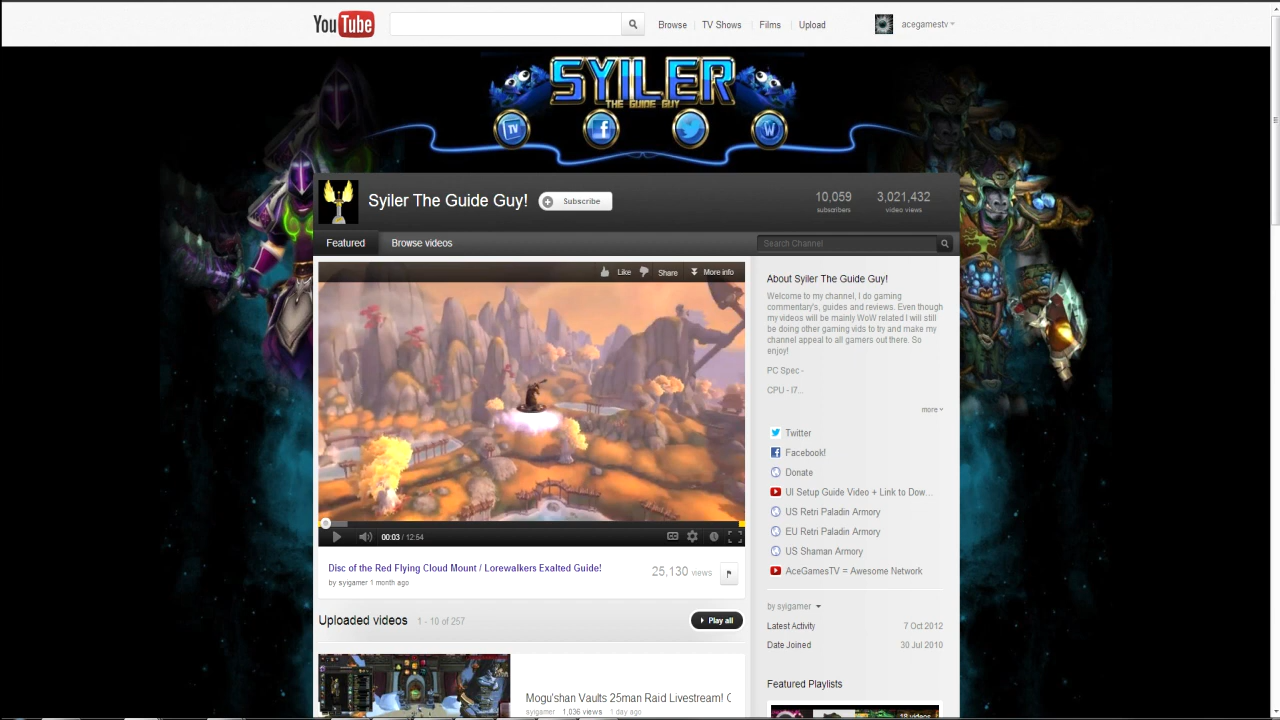 YouTube
Browse TV Shows Films Upload acegamestv
SYILER
THE GUIDE GUY
TV f W
Syiler The Guide Guy! Subscribe
10,059 3,021,432
subscribers video views
Featured Browse videos Search Channel
Like Share More info
00:03 / 12:54
Disc of the Red Flying Cloud Mount / Lorewalkers Exalted Guide!
by syigamer 1 month ago
25,130 views
Uploaded videos 1 - 10 of 257 Play all
Mogu'shan Vaults 25man Raid Livestream!
syigamer 1,036 views 1 day ago
About Syiler The Guide Guy!
Welcome to my channel, I do gaming
commentary's, guides and reviews. Even though
my videos will be mainly WoW related I will still
be doing other gaming vids to try and make my
channel appeal to all gamers out there. So
enjoy!
PC Spec -
CPU - I7...
more
Twitter
Facebook!
Donate
UI Setup Guide Video + Link to Dow...
US Retri Paladin Armory
EU Retri Paladin Armory
US Shaman Armory
AceGamesTV = Awesome Network
by syigamer
Latest Activity 7 Oct 2012
Date Joined 30 Jul 2010
Featured Playlists
18 videos